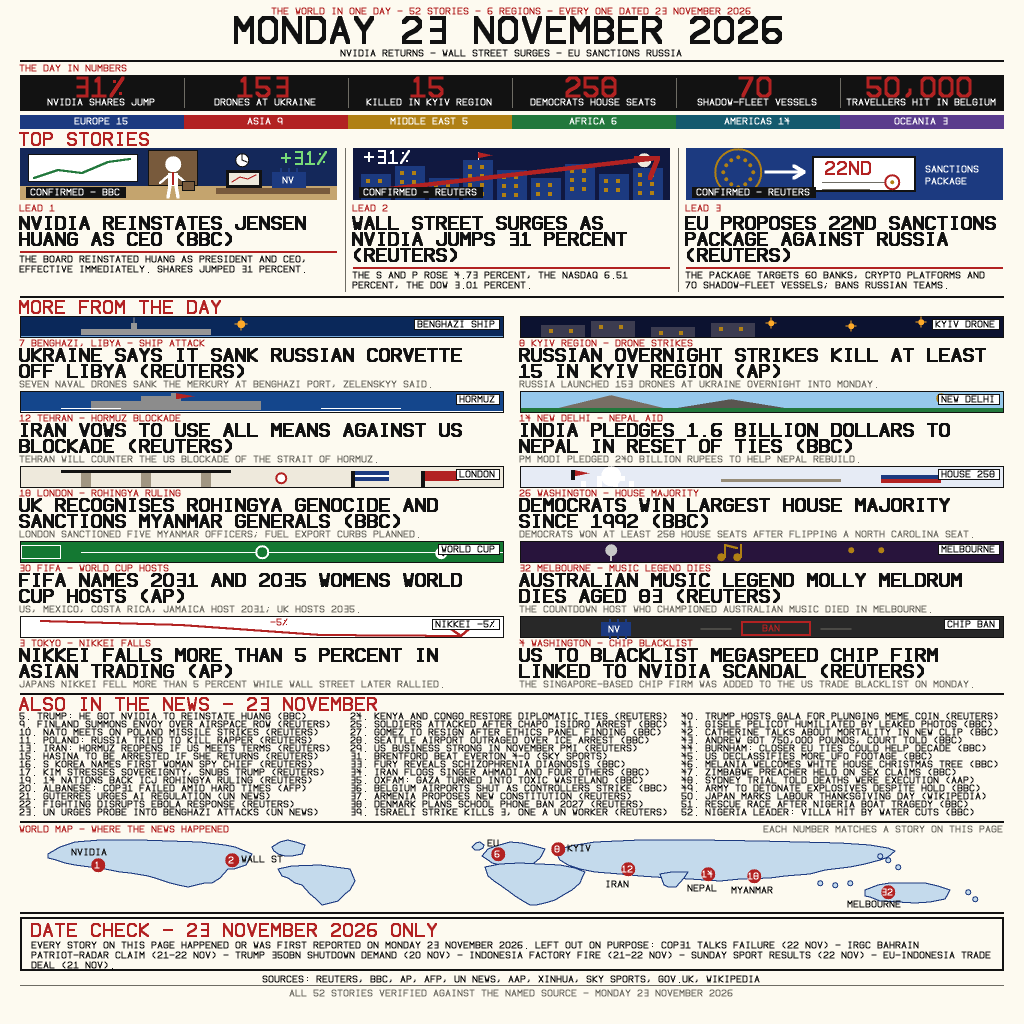 THE WORLD IN ONE DAY - 52 STORIES - 6 REGIONS - EVERY ONE DATED 23 NOVEMBER 2026
MONDAY 23 NOVEMBER 2026
NVIDIA RETURNS - WALL STREET SURGES - EU SANCTIONS RUSSIA
THE DAY IN NUMBERS
31% 153 15 258 70 50,000
NVIDIA SHARES JUMP DRONES AT UKRAINE KILLED IN KYIV REGION DEMOCRATS HOUSE SEATS SHADOW-FLEET VESSELS TRAVELLERS HIT IN BELGIUM
EUROPE 15 ASIA 9 MIDDLE EAST 5 AFRICA 6 AMERICAS 14 OCEANIA 3
TOP STORIES
+31%
NV
CONFIRMED - BBC
LEAD 1
NVIDIA REINSTATES JENSEN
HUANG AS CEO (BBC)
THE BOARD REINSTATED HUANG AS PRESIDENT AND CEO,
EFFECTIVE IMMEDIATELY. SHARES JUMPED 31 PERCENT.
+31%
CONFIRMED - REUTERS
LEAD 2
WALL STREET SURGES AS
NVIDIA JUMPS 31 PERCENT
(REUTERS)
THE S AND P ROSE 4.73 PERCENT, THE NASDAQ 6.51
PERCENT, THE DOW 3.01 PERCENT.
22ND
SANCTIONS
PACKAGE
CONFIRMED - REUTERS
LEAD 3
EU PROPOSES 22ND SANCTIONS
PACKAGE AGAINST RUSSIA
(REUTERS)
THE PACKAGE TARGETS 60 BANKS, CRYPTO PLATFORMS AND
70 SHADOW-FLEET VESSELS; BANS RUSSIAN TEAMS.
MORE FROM THE DAY
BENGHAZI SHIP
7 BENGHAZI, LIBYA - SHIP ATTACK
UKRAINE SAYS IT SANK RUSSIAN CORVETTE
OFF LIBYA (REUTERS)
SEVEN NAVAL DRONES SANK THE MERKURY AT BENGHAZI PORT, ZELENSKYY SAID.
KYIV DRONE
8 KYIV REGION - DRONE STRIKES
RUSSIAN OVERNIGHT STRIKES KILL AT LEAST
15 IN KYIV REGION (AP)
RUSSIA LAUNCHED 153 DRONES AT UKRAINE OVERNIGHT INTO MONDAY.
HORMUZ
12 TEHRAN - HORMUZ BLOCKADE
IRAN VOWS TO USE ALL MEANS AGAINST US
BLOCKADE (REUTERS)
TEHRAN WILL COUNTER THE US BLOCKADE OF THE STRAIT OF HORMUZ.
NEW DELHI
14 NEW DELHI - NEPAL AID
INDIA PLEDGES 1.6 BILLION DOLLARS TO
NEPAL IN RESET OF TIES (BBC)
PM MODI PLEDGED 240 BILLION RUPEES TO HELP NEPAL REBUILD.
LONDON
18 LONDON - ROHINGYA RULING
UK RECOGNISES ROHINGYA GENOCIDE AND
SANCTIONS MYANMAR GENERALS (BBC)
LONDON SANCTIONED FIVE MYANMAR OFFICERS; FUEL EXPORT CURBS PLANNED.
HOUSE 258
26 WASHINGTON - HOUSE MAJORITY
DEMOCRATS WIN LARGEST HOUSE MAJORITY
SINCE 1992 (BBC)
DEMOCRATS WON AT LEAST 258 HOUSE SEATS AFTER FLIPPING A NORTH CAROLINA SEAT.
WORLD CUP
30 FIFA - WORLD CUP HOSTS
FIFA NAMES 2031 AND 2035 WOMENS WORLD
CUP HOSTS (AP)
US, MEXICO, COSTA RICA, JAMAICA HOST 2031; UK HOSTS 2035.
MELBOURNE
32 MELBOURNE - MUSIC LEGEND DIES
AUSTRALIAN MUSIC LEGEND MOLLY MELDRUM
DIES AGED 83 (REUTERS)
THE COUNTDOWN HOST WHO CHAMPIONED AUSTRALIAN MUSIC DIED IN MELBOURNE.
-5%
NIKKEI -5%
3 TOKYO - NIKKEI FALLS
NIKKEI FALLS MORE THAN 5 PERCENT IN
ASIAN TRADING (AP)
JAPANS NIKKEI FELL MORE THAN 5 PERCENT WHILE WALL STREET LATER RALLIED.
NV
BAN
CHIP BAN
4 WASHINGTON - CHIP BLACKLIST
US TO BLACKLIST MEGASPEED CHIP FIRM
LINKED TO NVIDIA SCANDAL (REUTERS)
THE SINGAPORE-BASED CHIP FIRM WAS ADDED TO THE US TRADE BLACKLIST ON MONDAY.
ALSO IN THE NEWS - 23 NOVEMBER
5. TRUMP: HE GOT NVIDIA TO REINSTATE HUANG (BBC)
9. FINLAND SUMMONS ENVOY OVER AIRSPACE ROW (REUTERS)
10. NATO MEETS ON POLAND MISSILE STRIKES (REUTERS)
11. POLAND: RUSSIA TRIED TO KILL RAPPER (REUTERS)
13. IRAN: HORMUZ REOPENS IF US MEETS TERMS (REUTERS)
15. HASINA TO BE ARRESTED IF SHE RETURNS (REUTERS)
16. S KOREA NAMES FIRST WOMAN SPY CHIEF (REUTERS)
17. KIM STRESSES SOVEREIGNTY, SNUBS TRUMP (REUTERS)
19. 14 NATIONS BACK ICJ ROHINGYA RULING (REUTERS)
20. ALBANESE: COP31 FAILED AMID HARD TIMES (AFP)
21. GUTERRES URGES AI REGULATION (UN NEWS)
22. FIGHTING DISRUPTS EBOLA RESPONSE (REUTERS)
23. UN URGES PROBE INTO BENGHAZI ATTACKS (UN NEWS)
24. KENYA AND CONGO RESTORE DIPLOMATIC TIES (REUTERS)
25. SOLDIERS ATTACKED AFTER CHAPO ISIDRO ARREST (BBC)
27. GOMEZ TO RESIGN AFTER ETHICS PANEL FINDING (BBC)
28. SEATTLE AIRPORT OUTRAGED OVER ICE ARREST (BBC)
29. US BUSINESS STRONG IN NOVEMBER PMI (REUTERS)
31. BRENTFORD BEAT EVERTON 4-0 (SKY SPORTS)
33. FURY REVEALS SCHIZOPHRENIA DIAGNOSIS (BBC)
34. IRAN FLOGS SINGER AHMADI AND FOUR OTHERS (BBC)
35. OXFAM: GAZA TURNED INTO TOXIC WASTELAND (BBC)
36. BELGIUM AIRPORTS SHUT AS CONTROLLERS STRIKE (BBC)
37. ARMENIA PROPOSES NEW CONSTITUTION (REUTERS)
38. DENMARK PLANS SCHOOL PHONE BAN 2027 (REUTERS)
39. ISRAELI STRIKE KILLS 3, ONE A UN WORKER (REUTERS)
40. TRUMP HOSTS GALA FOR PLUNGING MEME COIN (REUTERS)
41. GISELE PELICOT HUMILIATED BY LEAKED PHOTOS (BBC)
42. CATHERINE TALKS ABOUT MORTALITY IN NEW CLIP (BBC)
43. ANDREW GOT 750,000 POUNDS, COURT TOLD (BBC)
44. BURNHAM: CLOSER EU TIES COULD HELP DECADE (BBC)
45. US DECLASSIFIES MORE UFO FOOTAGE (BBC)
46. MELANIA WELCOMES WHITE HOUSE CHRISTMAS TREE (BBC)
47. ZIMBABWE PREACHER HELD ON SEX CLAIMS (BBC)
48. SYDNEY TRIAL TOLD DEATHS WERE EXECUTION (AAP)
49. ARMY TO DETONATE EXPLOSIVES DESPITE HOLD (BBC)
50. JAPAN MARKS LABOUR THANKSGIVING DAY (WIKIPEDIA)
51. RESCUE RACE AFTER NIGERIA BOAT TRAGEDY (BBC)
52. NIGERIA LEADER: VILLA HIT BY WATER CUTS (BBC)
WORLD MAP - WHERE THE NEWS HAPPENED
EACH NUMBER MATCHES A STORY ON THIS PAGE
NVIDIA
1
2 WALL ST
EU
6
8 KYIV
12
IRAN
14
NEPAL
18
MYANMAR
32
MELBOURNE
DATE CHECK - 23 NOVEMBER 2026 ONLY
EVERY STORY ON THIS PAGE HAPPENED OR WAS FIRST REPORTED ON MONDAY 23 NOVEMBER 2026. LEFT OUT ON PURPOSE: COP31 TALKS FAILURE (22 NOV) - IRGC BAHRAIN
PATRIOT-RADAR CLAIM (21-22 NOV) - TRUMP 350BN SHUTDOWN DEMAND (20 NOV) - INDONESIA FACTORY FIRE (21-22 NOV) - SUNDAY SPORT RESULTS (22 NOV) - EU-INDONESIA TRADE
DEAL (21 NOV).
SOURCES: REUTERS, BBC, AP, AFP, UN NEWS, AAP, XINHUA, SKY SPORTS, GOV.UK, WIKIPEDIA
ALL 52 STORIES VERIFIED AGAINST THE NAMED SOURCE - MONDAY 23 NOVEMBER 2026